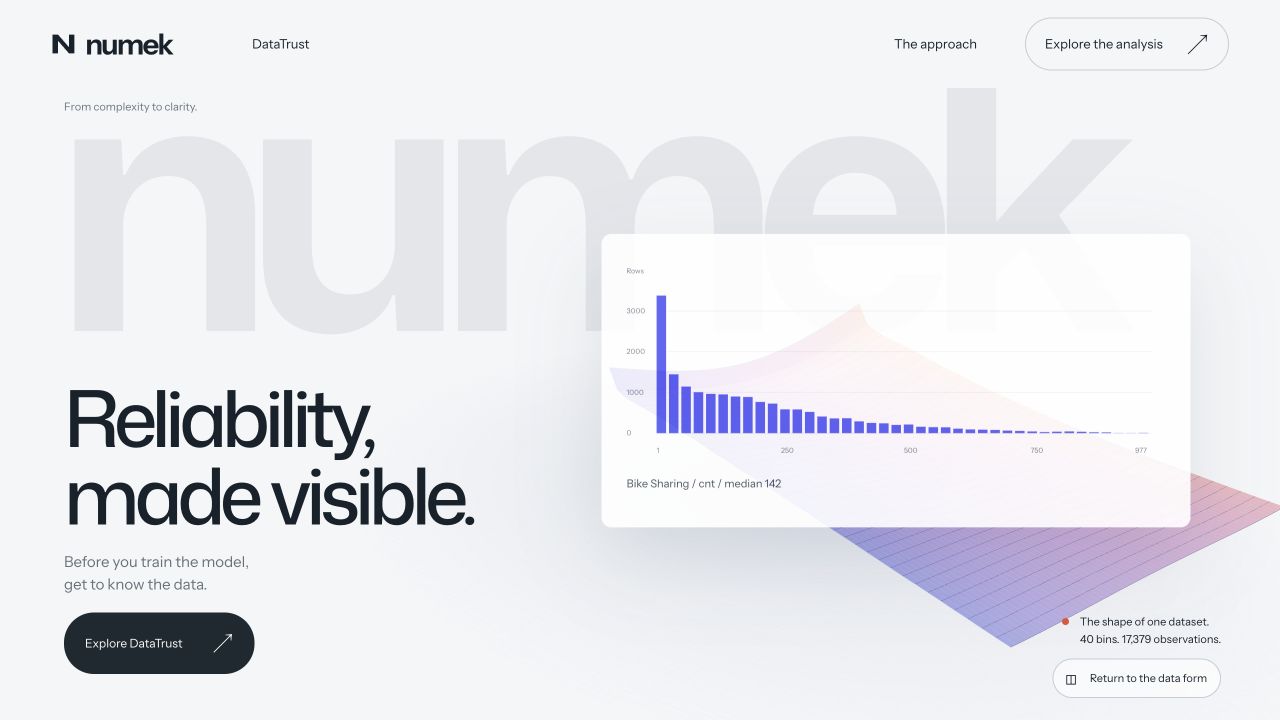 N numek
DataTrust
The approach
Explore the analysis
From complexity to clarity.
numek
Rows
3000
2000
1000
0
1
250
500
750
977
Bike Sharing / cnt / median 142
Reliability,
made visible.
Before you train the model,
get to know the data.
Explore DataTrust
The shape of one dataset.
40 bins. 17,379 observations.
Return to the data form